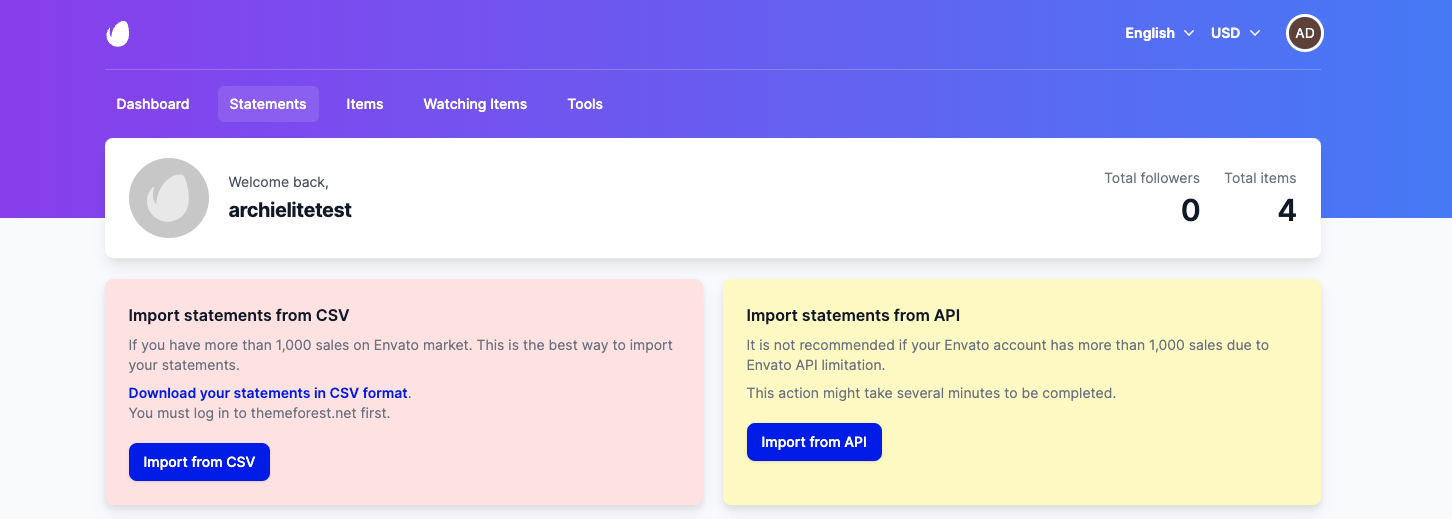 English USD AD
Dashboard Statements Items Watching Items Tools
Welcome back,
archielitetest
Total followers Total items
0 4
Import statements from CSV
If you have more than 1,000 sales on Envato market. This is the best way to import
your statements.
Download your statements in CSV format.
You must log in to themeforest.net first.
Import from CSV
Import statements from API
It is not recommended if your Envato account has more than 1,000 sales due to
Envato API limitation.
This action might take several minutes to be completed.
Import from API